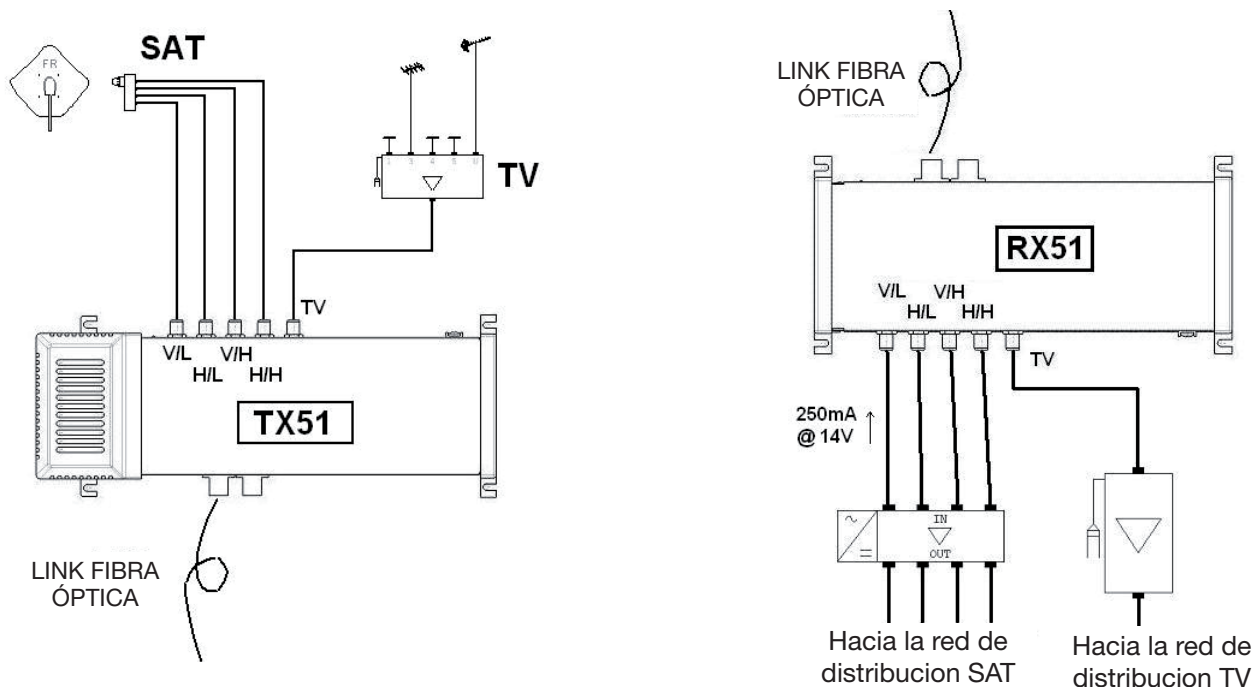 SAT
FR
TV
TV
V/L V/H
H/L H/H
TX51
LINK FIBRA
ÓPTICA
LINK FIBRA
ÓPTICA
RX51
V/L V/H
H/L H/H
TV
250mA
@ 14V
IN
OUT
Hacia la red de
distribucion SAT
Hacia la red de
distribucion TV